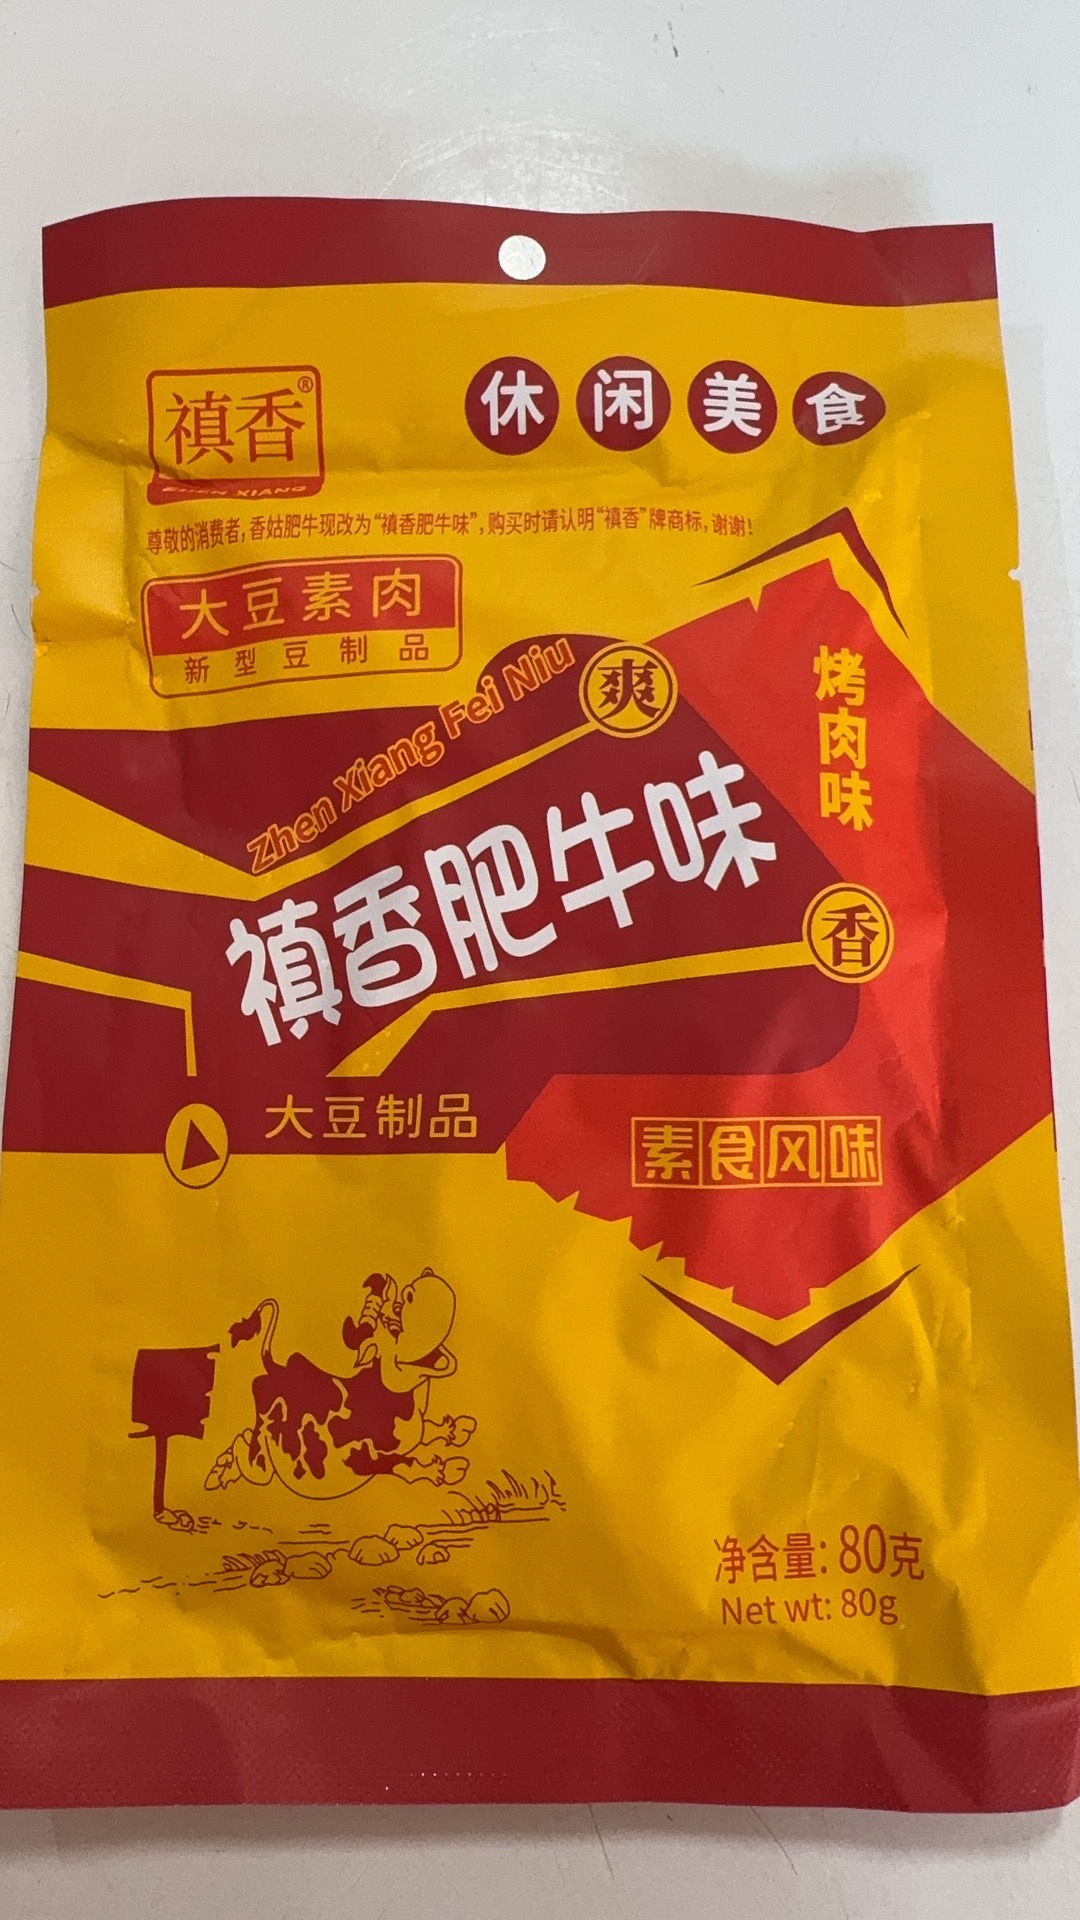 禛香®
ZHEN XIANG
休闲美食
尊敬的消费者,香姑肥牛现改为“禛香肥牛味”,购买时请认明“禛香”牌商标,谢谢!
大豆素肉
新型豆制品
Zhen Xiang Fei Niu
爽
烤肉味
禛香肥牛味
香
大豆制品
素食风味
净含量: 80克
Net wt: 80g